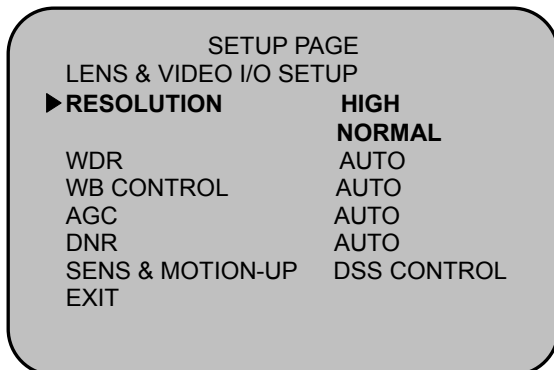 SETUP PAGE
LENS & VIDEO I/O SETUP
RESOLUTION HIGH
NORMAL
WDR AUTO
WB CONTROL AUTO
AGC AUTO
DNR AUTO
SENS & MOTION-UP DSS CONTROL
EXIT